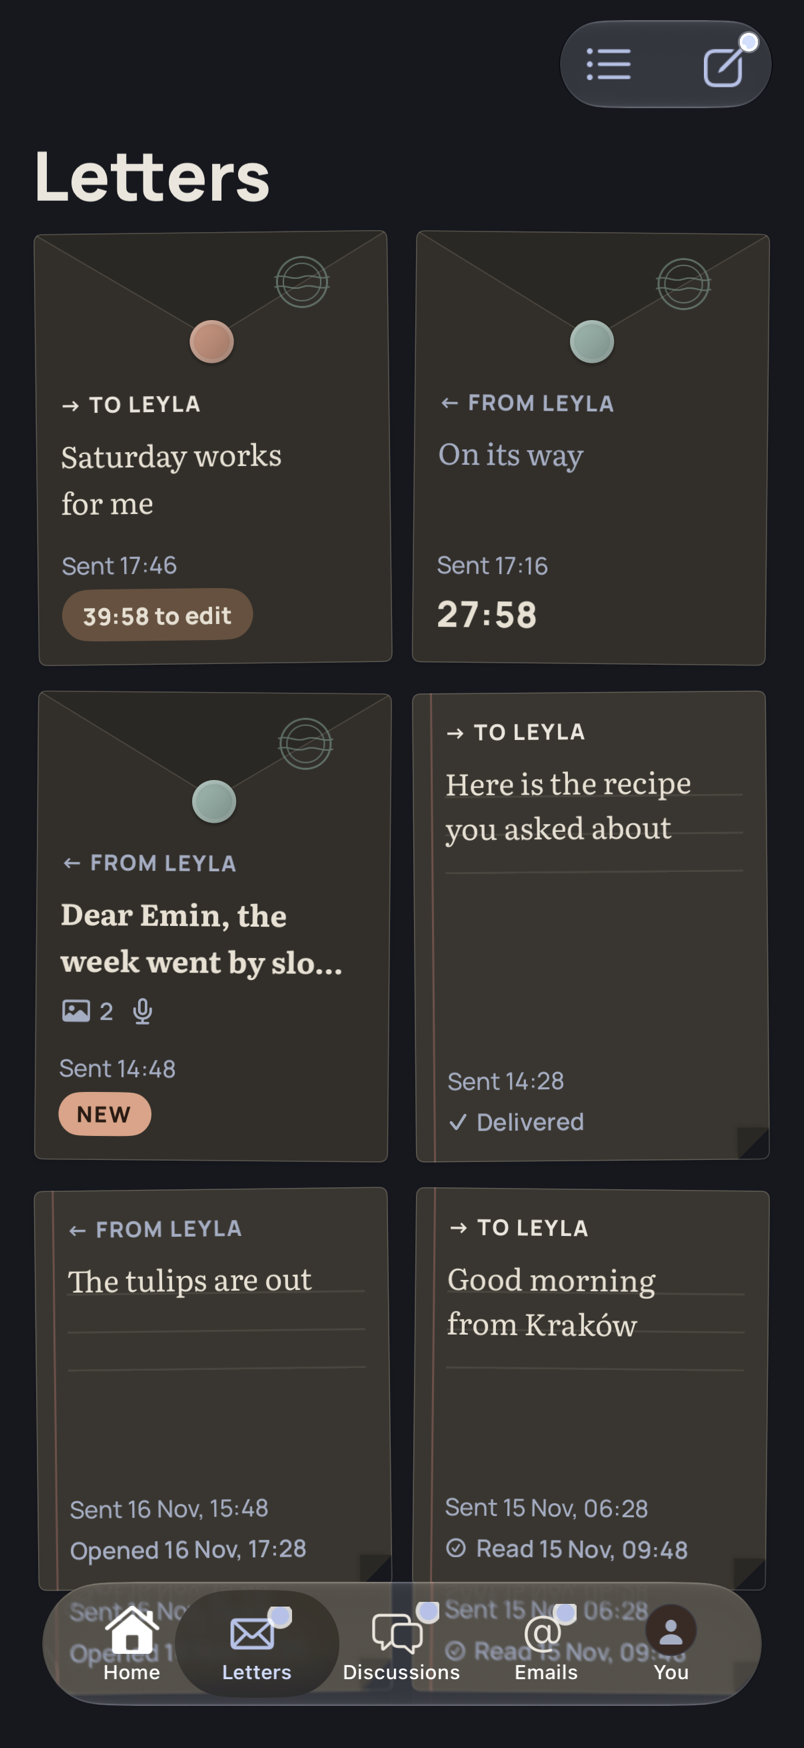 Letters
→ TO LEYLA
Saturday works
for me
Sent 17:46
39:58 to edit
← FROM LEYLA
On its way
Sent 17:16
27:58
← FROM LEYLA
Dear Emin, the
week went by slo...
2
Sent 14:48
NEW
→ TO LEYLA
Here is the recipe
you asked about
Sent 14:28
✓ Delivered
← FROM LEYLA
The tulips are out
Sent 16 Nov, 15:48
Opened 16 Nov, 17:28
→ TO LEYLA
Good morning
from Kraków
Sent 15 Nov, 06:28
Read 15 Nov, 09:48
Home
Letters
Discussions
Emails
You